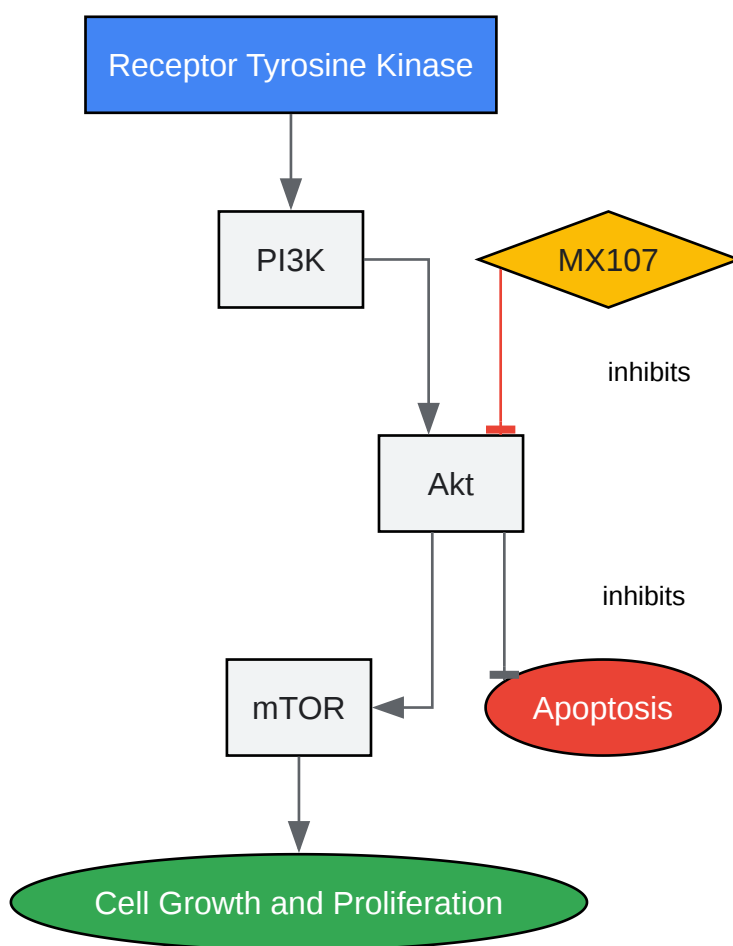 Receptor Tyrosine Kinase
PI3K
MX107
inhibits
Akt
inhibits
mTOR
Apoptosis
Cell Growth and Proliferation